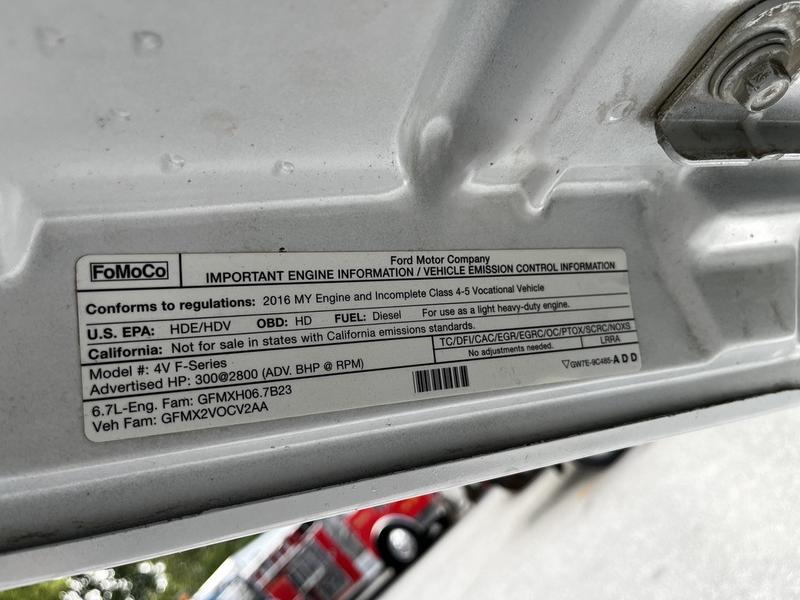 FoMoCo
Ford Motor Company
IMPORTANT ENGINE INFORMATION / VEHICLE EMISSION CONTROL INFORMATION
Conforms to regulations: 2016 MY Engine and Incomplete Class 4-5 Vocational Vehicle
U.S. EPA: HDE/HDV OBD: HD FUEL: Diesel For use as a light heavy-duty engine.
California: Not for sale in states with California emissions standards.
TC/DFI/CAC/EGR/EGRC/OC/PTOX/SCRC/NOXS
Model #: 4V F-Series
No adjustments needed. LRRA
Advertised HP: 300@2800 (ADV. BHP @ RPM)
▽GW7E-9C485-ADD
6.7L-Eng. Fam: GFMXH06.7B23
Veh Fam: GFMX2VOCV2AA